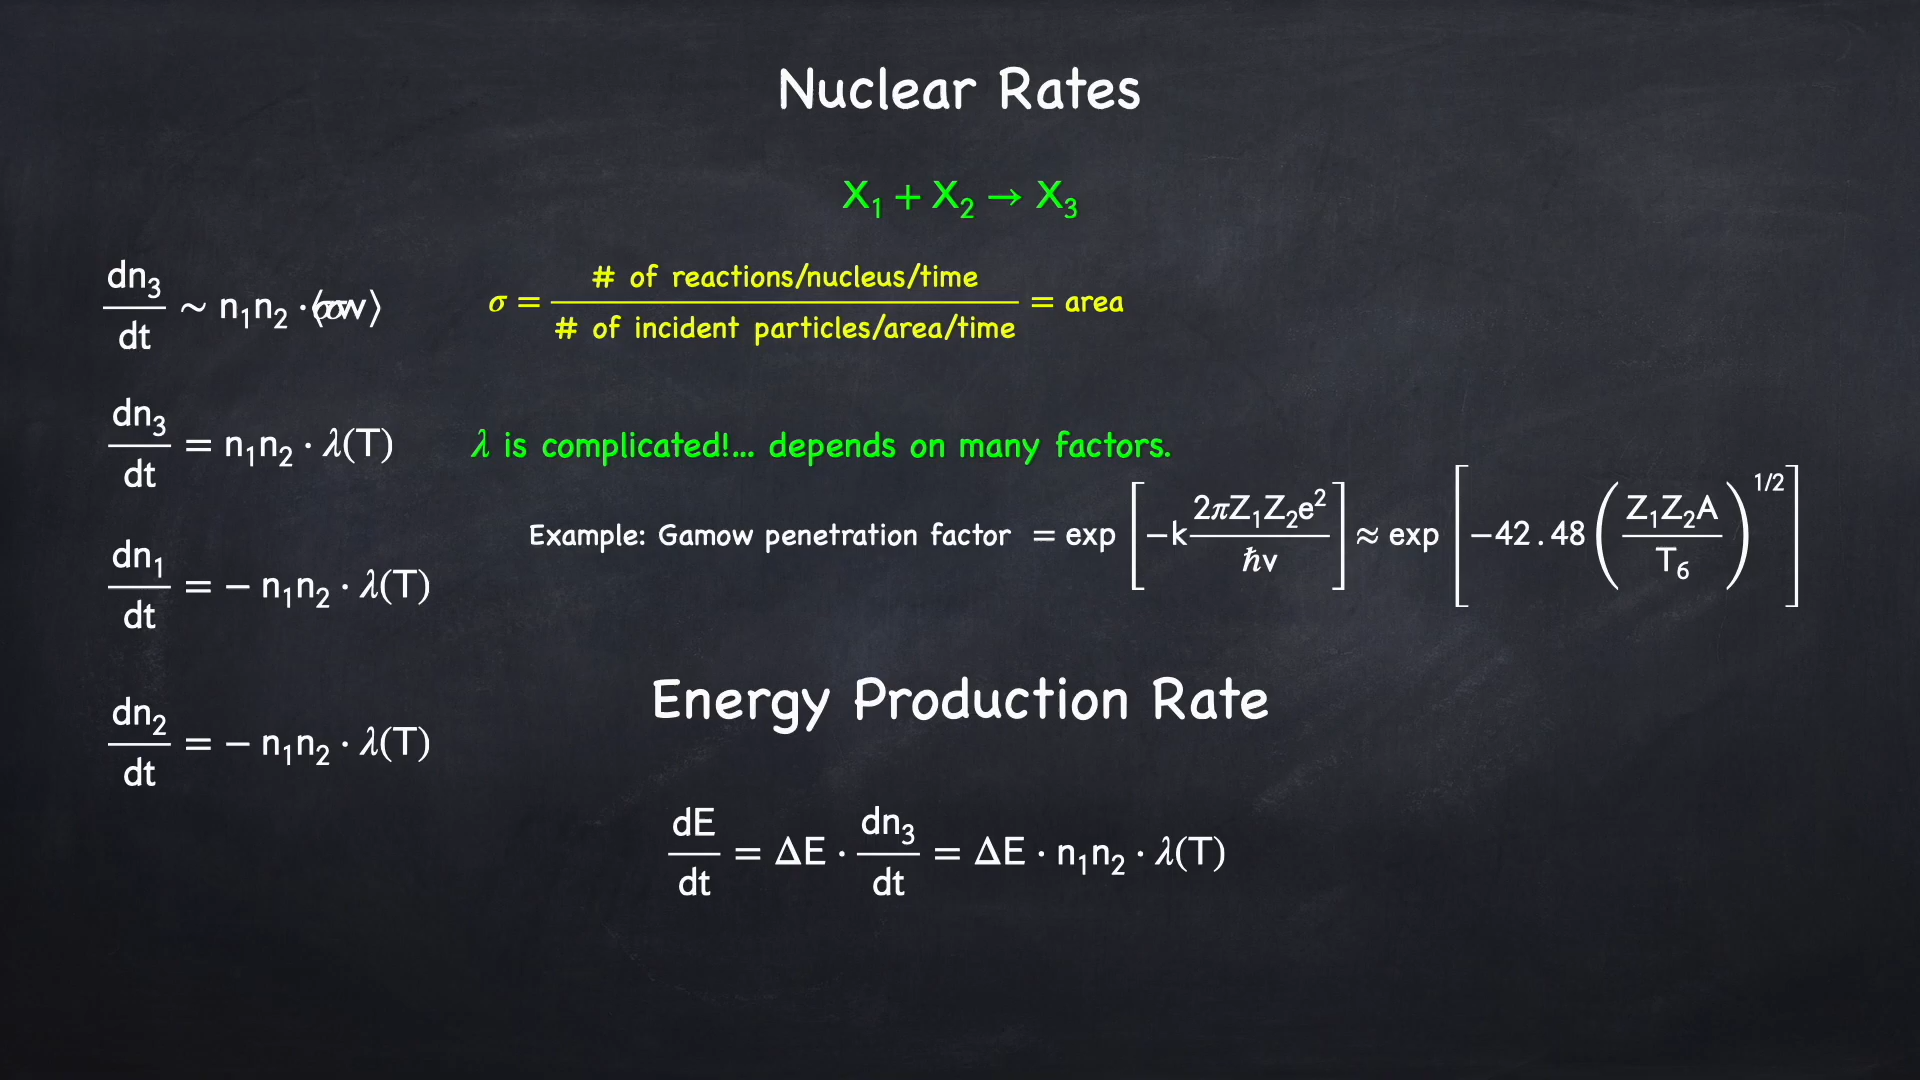 Nuclear Rates
X₁ + X₂ → X₃
dn₃/dt ~ n₁n₂ ·
σ = # of reactions/nucleus/time / # of incident particles/area/time = area
dn₃/dt = n₁n₂ · λ(T)
λ is complicated!... depends on many factors.
Example: Gamow penetration factor = exp [−k 2πZ₁Z₂e²/ħv] ≈ exp [−42.48 (Z₁Z₂A/T₆)^1/2]
dn₁/dt = − n₁n₂ · λ(T)
dn₂/dt = − n₁n₂ · λ(T)
Energy Production Rate
dE/dt = ΔE · dn₃/dt = ΔE · n₁n₂ · λ(T)